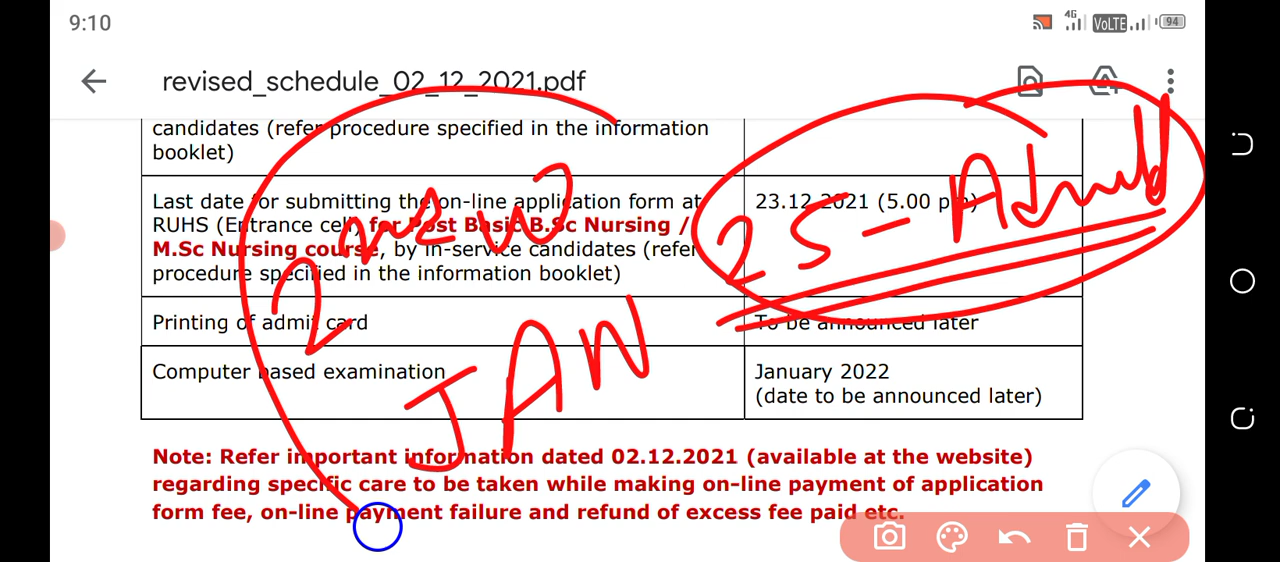 9:10
4G VoLTE 94
revised_schedule_02_12_2021.pdf
candidates (refer procedure specified in the information
booklet)
Last date for submitting the on-line application form at
RUHS (Entrance cell) for Post Basic B.Sc Nursing /
M.Sc Nursing course, by in-service candidates (refer
procedure specified in the information booklet)
23.12.2021 (5.00 pm)
25 - Admit
Printing of admit card
To be announced later
2
JAN
Computer based examination
January 2022
(date to be announced later)
Note: Refer important information dated 02.12.2021 (available at the website)
regarding specific care to be taken while making on-line payment of application
form fee, on-line payment failure and refund of excess fee paid etc.